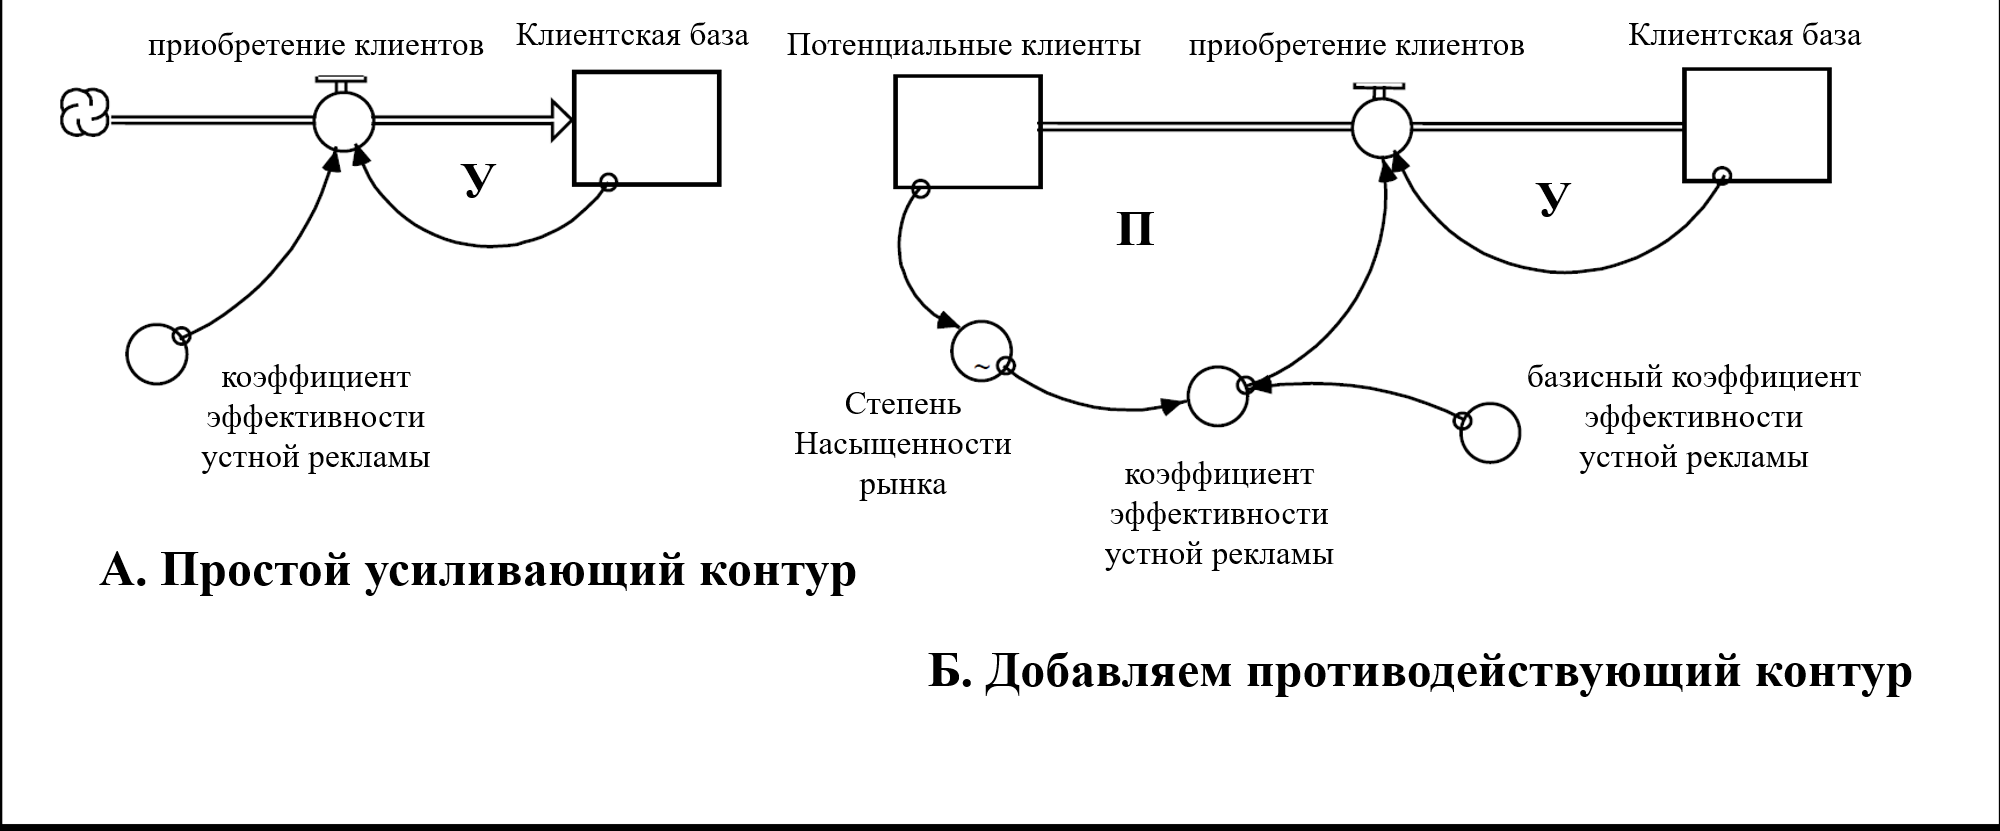 приобретение клиентов
Клиентская база
У
коэффициент
эффективности
устной рекламы
А. Простой усиливающий контур
Потенциальные клиенты
приобретение клиентов
Клиентская база
П
У
~
Степень
Насыщенности
рынка
коэффициент
эффективности
устной рекламы
базисный коэффициент
эффективности
устной рекламы
Б. Добавляем противодействующий контур